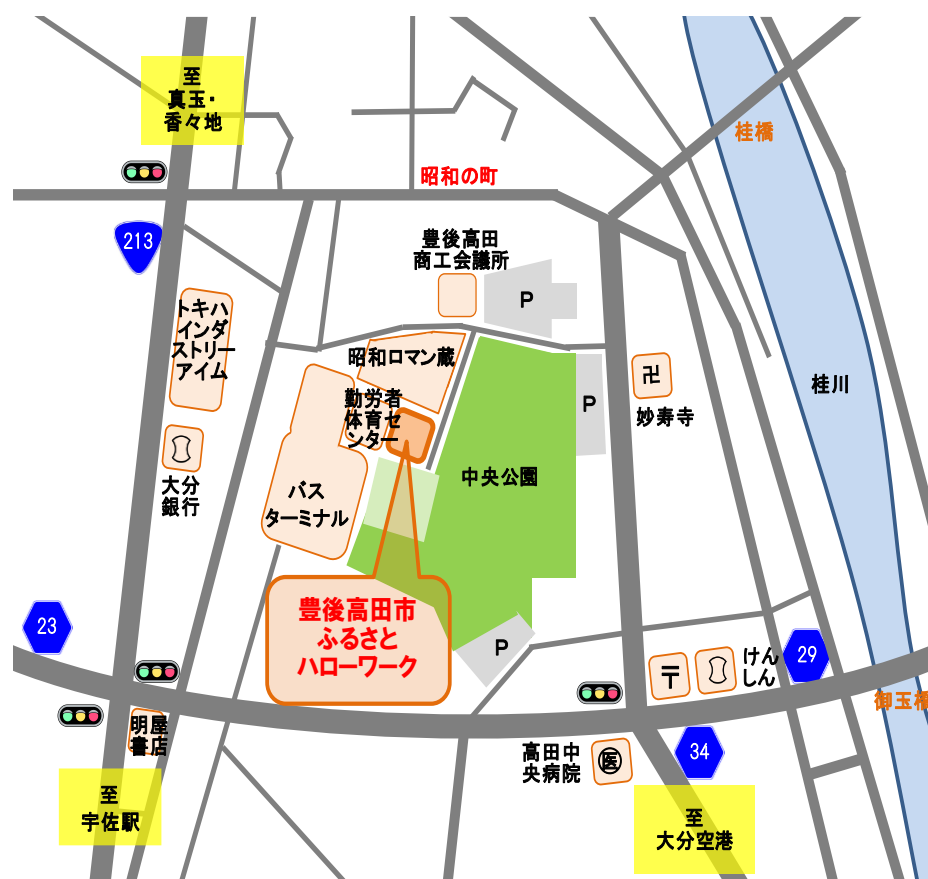 至
真玉・
香々地
桂橋
昭和の町
213
豊後高田
商工会議所
P
トキハ
インダ
ストリー
アイム
昭和ロマン蔵
卍
妙寿寺
桂川
勤労者
体育セ
ンター
P
大分
銀行
バス
ターミナル
中央公園
豊後高田市
ふるさと
ハローワーク
23
P
〒
けん
しん
29
御玉橋
明屋
書店
高田中
央病院
医
34
至
宇佐駅
至
大分空港